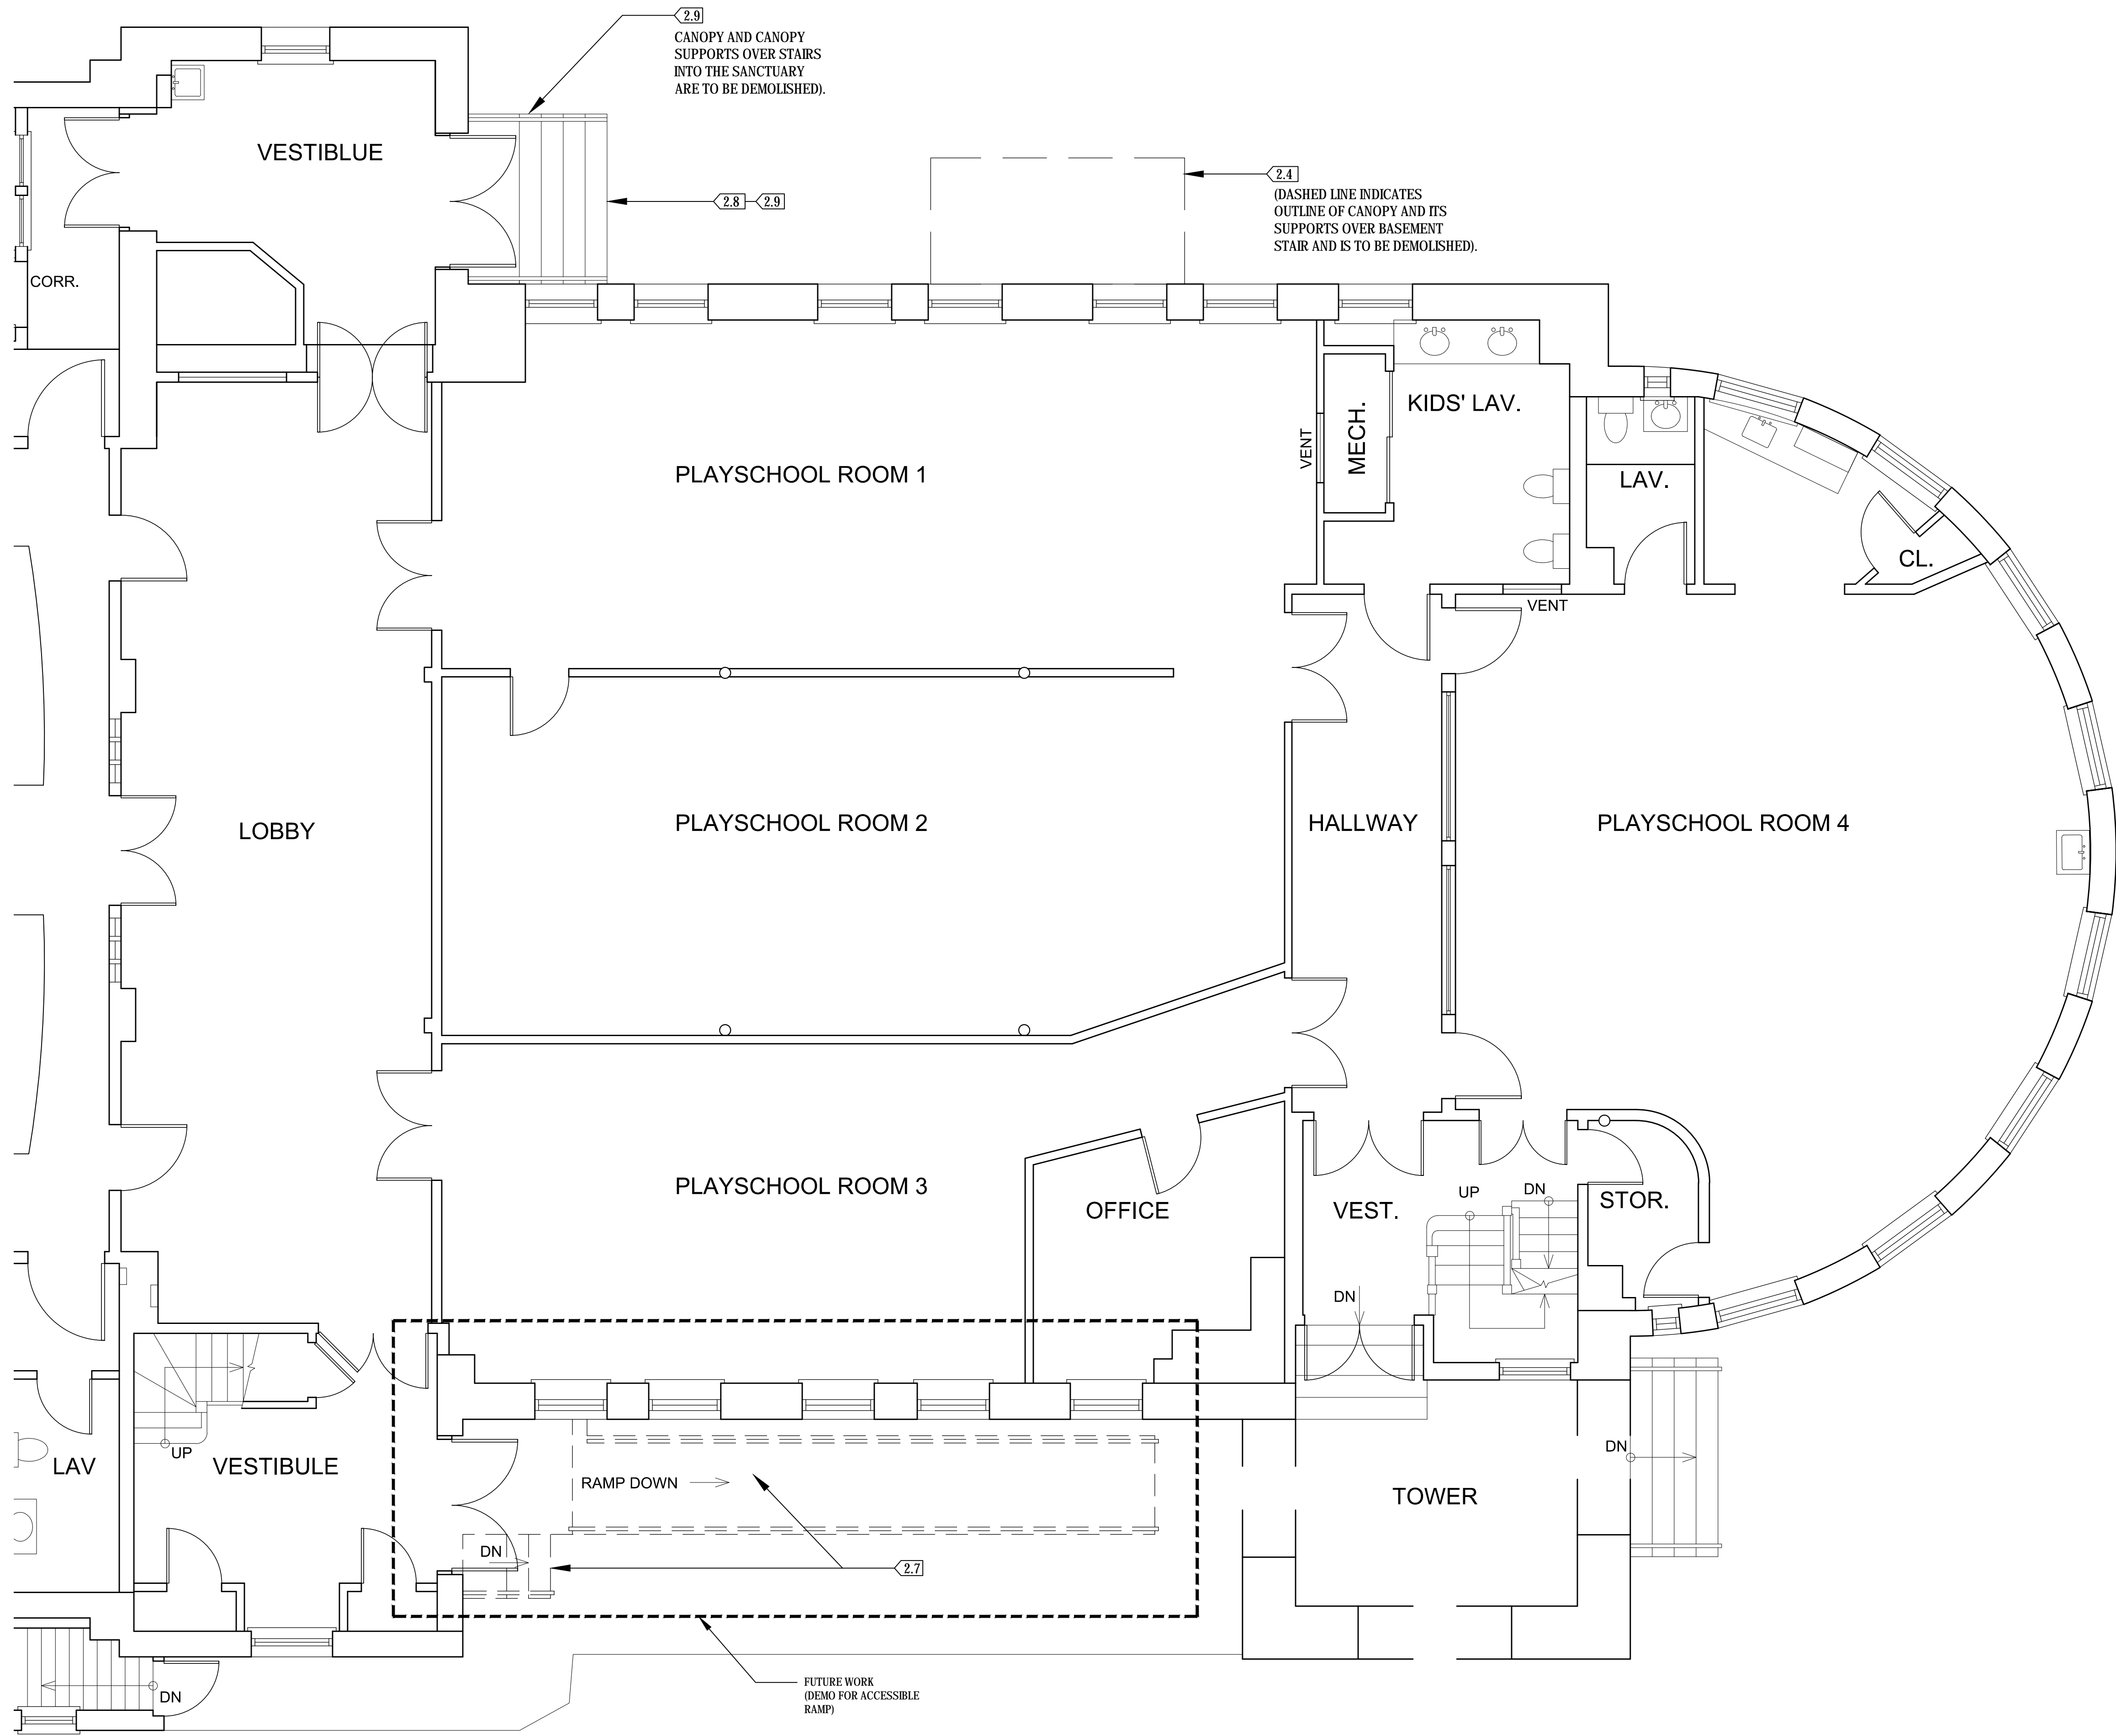 2.9
CANOPY AND CANOPY
SUPPORTS OVER STAIRS
INTO THE SANCTUARY
ARE TO BE DEMOLISHED).
VESTIBLUE
2.8
2.9
2.4
(DASHED LINE INDICATES
OUTLINE OF CANOPY AND ITS
SUPPORTS OVER BASEMENT
STAIR AND IS TO BE DEMOLISHED).
CORR.
PLAYSCHOOL ROOM 1
VENT
MECH.
KIDS' LAV.
LAV.
CL.
VENT
LOBBY
PLAYSCHOOL ROOM 2
HALLWAY
PLAYSCHOOL ROOM 4
PLAYSCHOOL ROOM 3
OFFICE
VEST.
UP
DN
STOR.
DN
LAV
UP
VESTIBULE
RAMP DOWN
DN
2.7
TOWER
DN
DN
FUTURE WORK
(DEMO FOR ACCESSIBLE
RAMP)